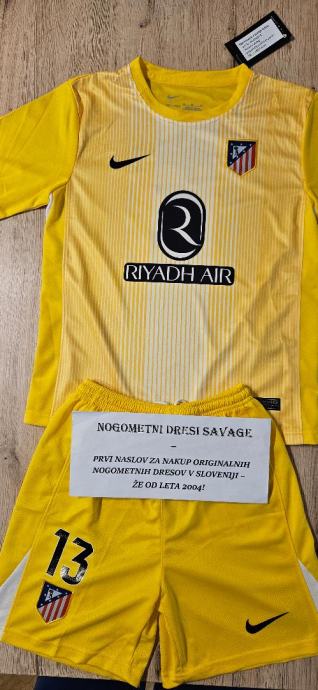 RIYADH AIR
NOGOMETNI DRESI SAVAGE
–
PRVI NASLOV ZA NAKUP ORIGINALNIH
NOGOMETNIH DRESOV V SLOVENIJI –
ŽE OD LETA 2004!
13